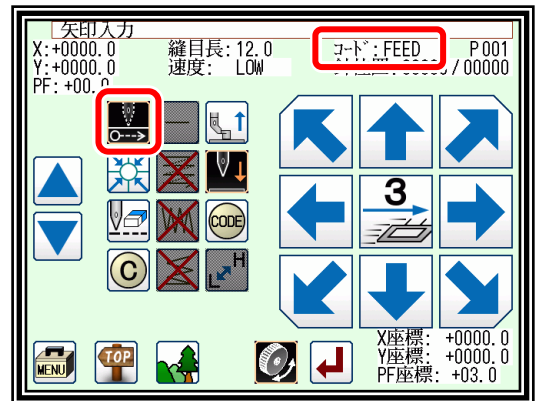 矢印入力
X:+0000.0 縫目長:12.0 コード:FEED P001
Y:+0000.0 速度: LOW 00000/00000
PF:+00.0
3
CODE
C
L H
MENU TOP
X座標: +0000.0
Y座標: +0000.0
PF座標: +03.0